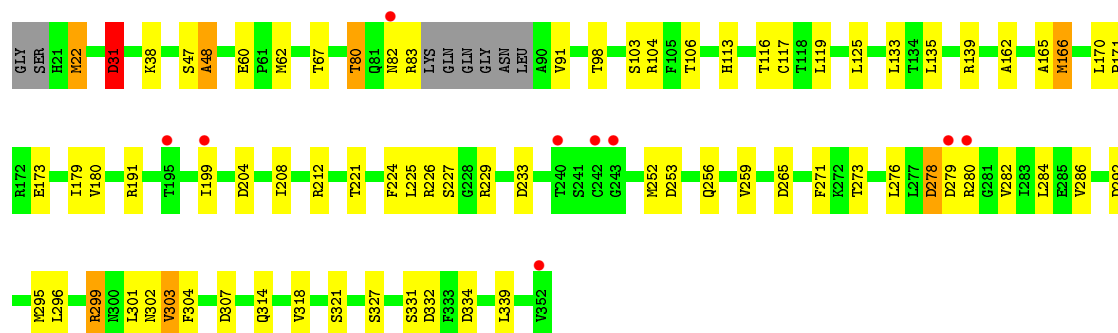 GLY SER H21 M22 D31 K38 S47 A48 E60 P61 M62 T67 T80 Q81 N82 R83 LYS GLN GLN GLY ASN LEU A90 V91 T98 S103 R104 F105 T106 H113 T116 C117 T118 L119 L125 L133 T134 L135 R139 A162 A165 M166 L170 P171
R172 E173 I179 V180 R191 T195 I199 D204 I208 R212 T221 F224 L225 R226 S227 G228 R229 D233 T240 S241 C242 G243 M252 D253 Q256 V259 D265 F271 K272 T273 L276 L277 D278 D279 R280 G281 V282 I283 L284 E285 V286
M295 L296 R299 N300 L301 N302 V303 F304 D307 Q314 V318 S321 S327 S331 D332 F333 D334 L339 V352